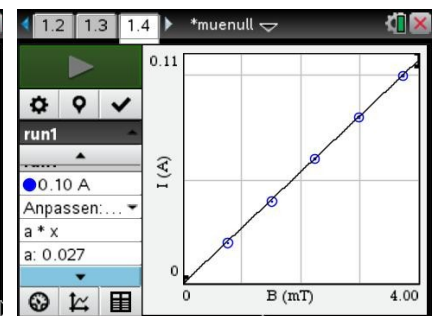 1.2 1.3 1.4 *muenull
run1
0.10 A
Anpassen:...
a * x
a: 0.027
0.11
I (A)
0
0 B (mT) 4.00